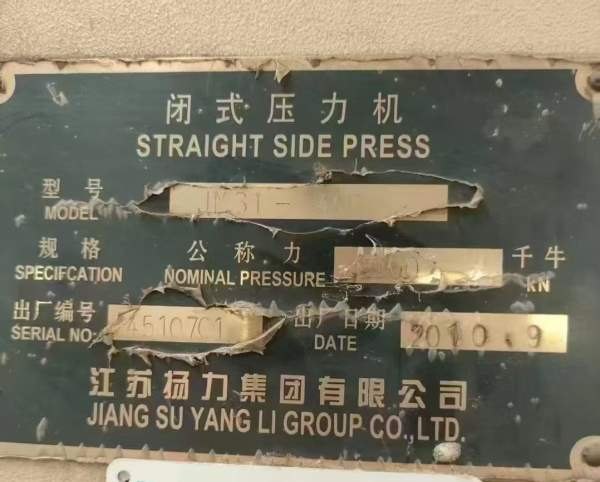 闭式压力机
STRAIGHT SIDE PRESS
型号
MODEL
规格 公称力 千牛
SPECIFCATION NOMINAL PRESSURE KN
出厂编号 4510701 出厂日期 2010.9
SERIAL NO: DATE
江苏扬力集团有限公司
JIANG SU YANG LI GROUP CO.,LTD.